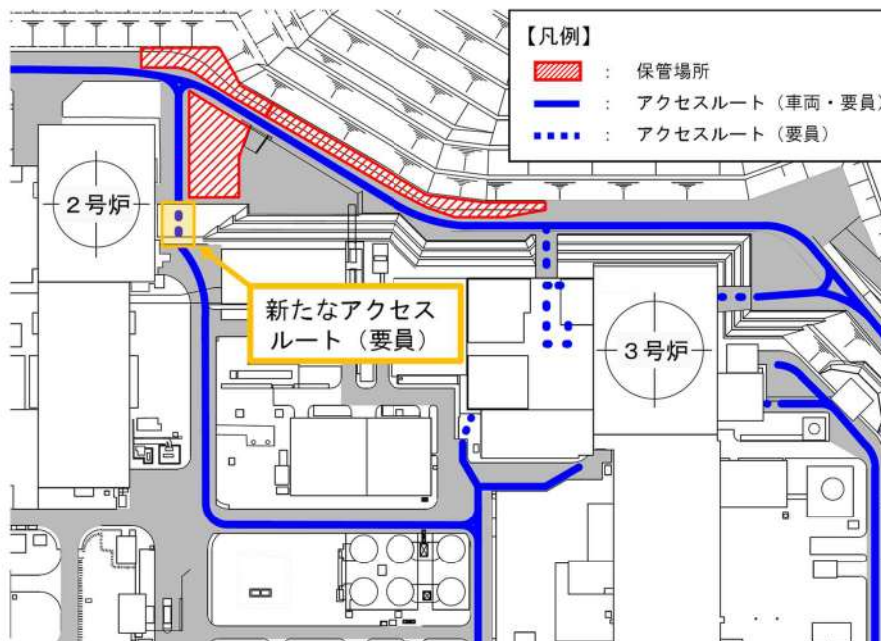 【凡例】
： 保管場所
： アクセスルート（車両・要員）
： アクセスルート（要員）
２号炉
新たなアクセス
ルート（要員）
３号炉